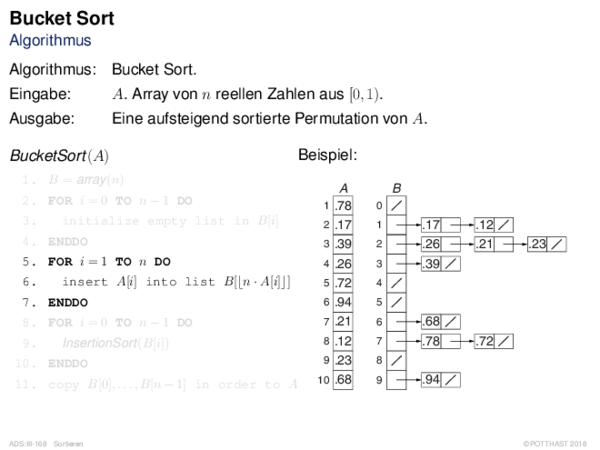 Bucket Sort
Algorithmus
Algorithmus: Bucket Sort.
Eingabe: A. Array von n reellen Zahlen aus [0, 1).
Ausgabe: Eine aufsteigend sortierte Permutation von A.
BucketSort(A)
1. B = array(n)
2. FOR i = 0 TO n − 1 DO
3. initialize empty list in B[i]
4. ENDDO
5. FOR i = 1 TO n DO
6. insert A[i] into list B[⌊n · A[i]⌋]
7. ENDDO
8. FOR i = 0 TO n − 1 DO
9. InsertionSort(B[i])
10. ENDDO
11. copy B[0], . . . , B[n − 1] in order to A
Beispiel:
A B
1 .78 0
2 .17 1 .17 .12
3 .39 2 .26 .21 .23
4 .26 3 .39
5 .72 4
6 .94 5
7 .21 6 .68
8 .12 7 .78 .72
9 .23 8
10 .68 9 .94
ADS:III-168 Sortieren
© POTTHAST 2018